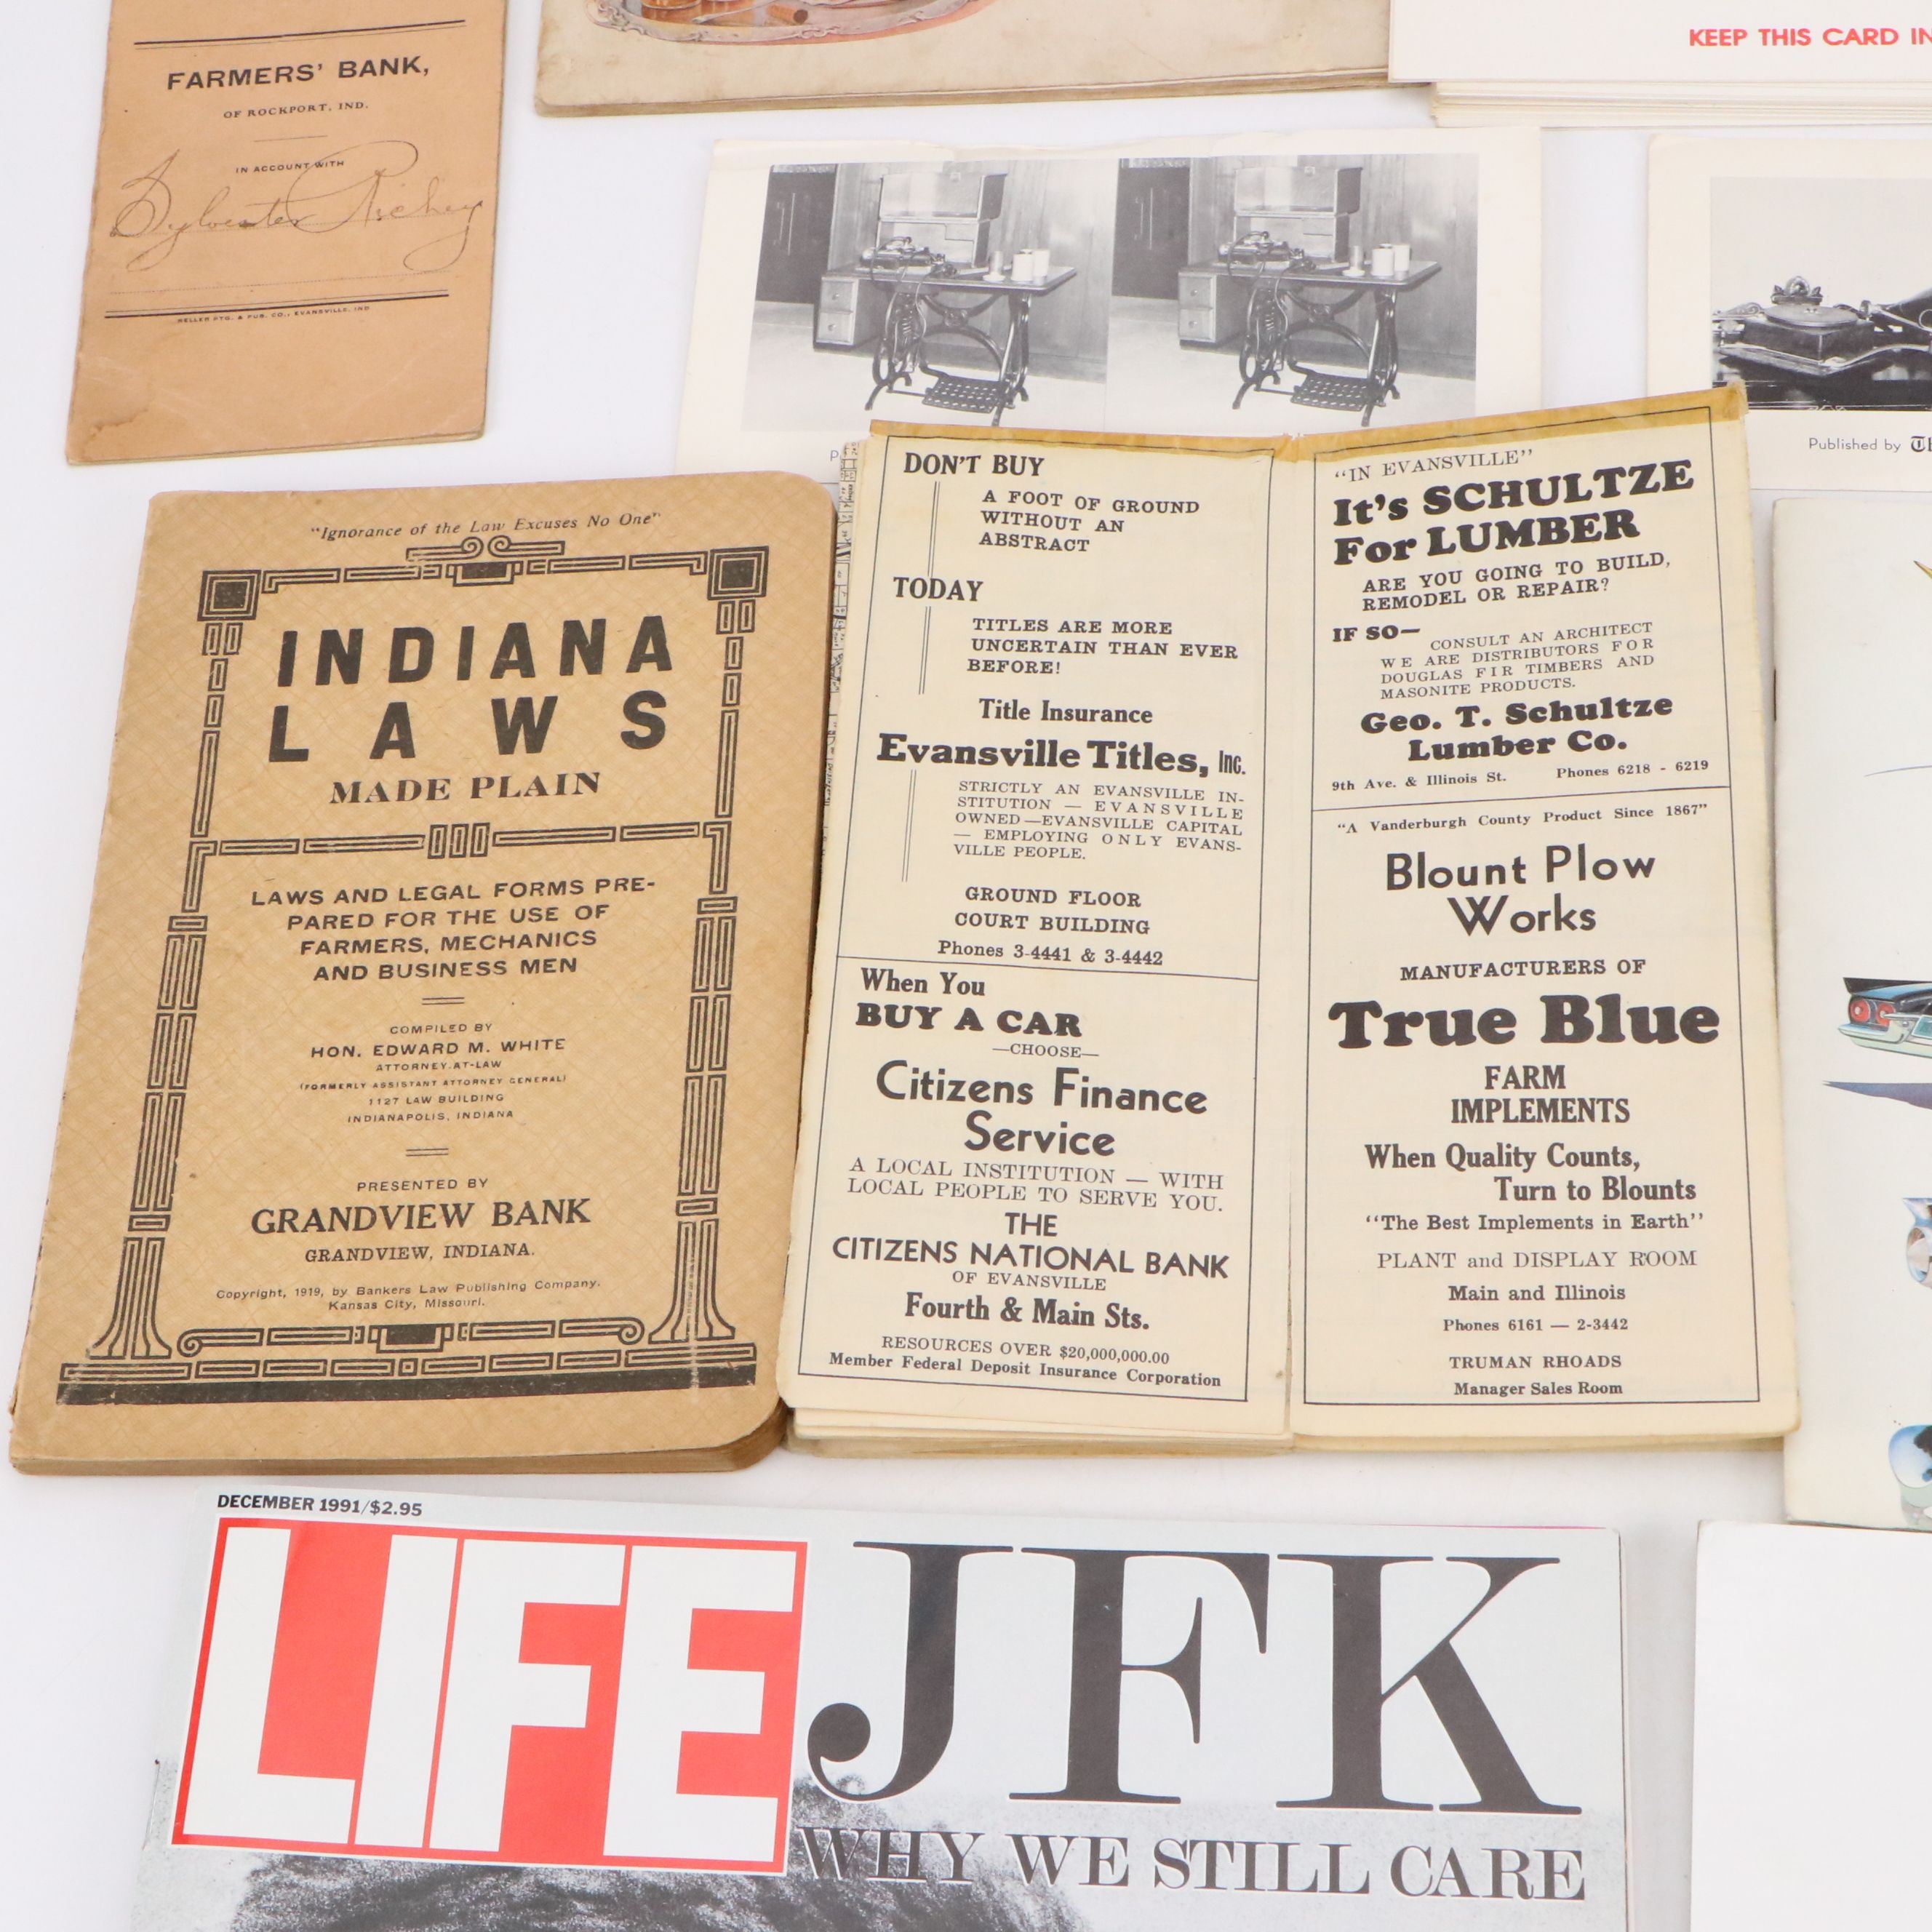 FARMERS' BANK,
OF ROCKPORT, IND.
IN ACCOUNT WITH
Sylvester Richey
KELLER PTG. & PUB. CO., EVANSVILLE, IND
KEEP THIS CARD IN
Published by
"Ignorance of the Law Excuses No One"
INDIANA
LAWS
MADE PLAIN
LAWS AND LEGAL FORMS PRE-
PARED FOR THE USE OF
FARMERS, MECHANICS
AND BUSINESS MEN
COMPILED BY
HON. EDWARD M. WHITE
ATTORNEY-AT-LAW
(FORMERLY ASSISTANT ATTORNEY GENERAL)
1127 LAW BUILDING
INDIANAPOLIS, INDIANA
PRESENTED BY
GRANDVIEW BANK
GRANDVIEW, INDIANA.
Copyright, 1919, by Bankers Law Publishing Company.
Kansas City, Missouri.
DON'T BUY
A FOOT OF GROUND
WITHOUT AN
ABSTRACT
TODAY
TITLES ARE MORE
UNCERTAIN THAN EVER
BEFORE!
Title Insurance
Evansville Titles, Inc.
STRICTLY AN EVANSVILLE IN-
STITUTION — EVANSVILLE
OWNED—EVANSVILLE CAPITAL
— EMPLOYING ONLY EVANS-
VILLE PEOPLE.
GROUND FLOOR
COURT BUILDING
Phones 3-4441 & 3-4442
When You
BUY A CAR
—CHOOSE—
Citizens Finance
Service
A LOCAL INSTITUTION — WITH
LOCAL PEOPLE TO SERVE YOU.
THE
CITIZENS NATIONAL BANK
OF EVANSVILLE
Fourth & Main Sts.
RESOURCES OVER $20,000,000.00
Member Federal Deposit Insurance Corporation
"IN EVANSVILLE"
It's SCHULTZE
For LUMBER
ARE YOU GOING TO BUILD,
REMODEL OR REPAIR?
IF SO—
CONSULT AN ARCHITECT
WE ARE DISTRIBUTORS FOR
DOUGLAS FIR TIMBERS AND
MASONITE PRODUCTS.
Geo. T. Schultze
Lumber Co.
9th Ave. & Illinois St. Phones 6218 - 6219
"A Vanderburgh County Product Since 1867"
Blount Plow
Works
MANUFACTURERS OF
True Blue
FARM
IMPLEMENTS
When Quality Counts,
Turn to Blounts
"The Best Implements in Earth"
PLANT and DISPLAY ROOM
Main and Illinois
Phones 6161 — 2-3442
TRUMAN RHOADS
Manager Sales Room
DECEMBER 1991/$2.95
LIFE JFK
WHY WE STILL CARE